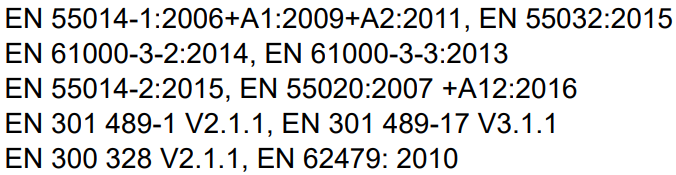 EN 55014-1:2006+A1:2009+A2:2011, EN 55032:2015
EN 61000-3-2:2014, EN 61000-3-3:2013
EN 55014-2:2015, EN 55020:2007 +A12:2016
EN 301 489-1 V2.1.1, EN 301 489-17 V3.1.1
EN 300 328 V2.1.1, EN 62479: 2010